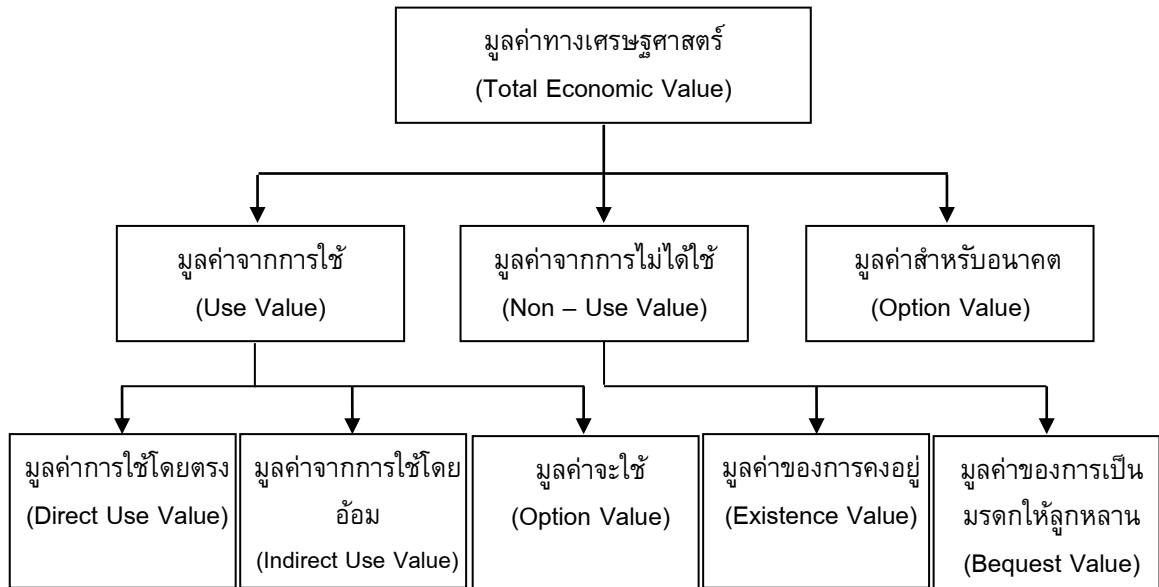 มูลค่าทางเศรษฐศาสตร์
(Total Economic Value)
มูลค่าจากการใช้
(Use Value)
มูลค่าจากการไม่ได้ใช้
(Non – Use Value)
มูลค่าสำหรับอนาคต
(Option Value)
มูลค่าการใช้โดยตรง
(Direct Use Value)
มูลค่าจากการใช้โดย
อ้อม
(Indirect Use Value)
มูลค่าจะใช้
(Option Value)
มูลค่าของการคงอยู่
(Existence Value)
มูลค่าของการเป็น
มรดกให้ลูกหลาน
(Bequest Value)